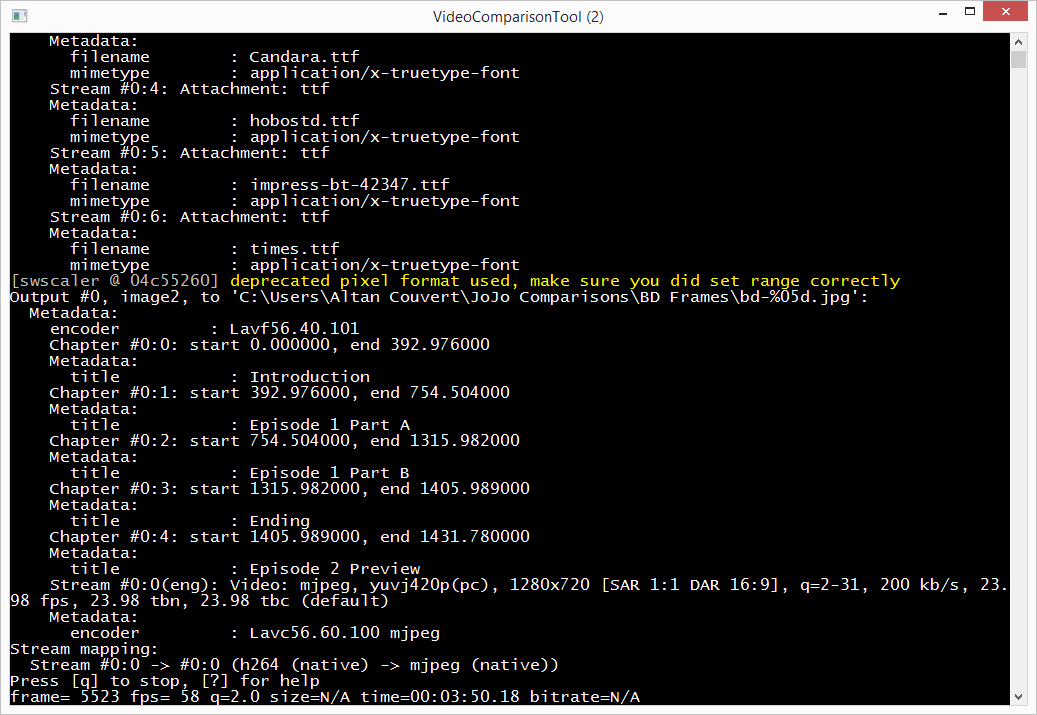 VideoComparisonTool (2)
Metadata:
filename : Candara.ttf
mimetype : application/x-truetype-font
Stream #0:4: Attachment: ttf
Metadata:
filename : hobostd.ttf
mimetype : application/x-truetype-font
Stream #0:5: Attachment: ttf
Metadata:
filename : impress-bt-42347.ttf
mimetype : application/x-truetype-font
Stream #0:6: Attachment: ttf
Metadata:
filename : times.ttf
mimetype : application/x-truetype-font
[swscaler @ 04c55260] deprecated pixel format used, make sure you did set range correctly
Output #0, image2, to 'C:\Users\Altan Couvert\JoJo Comparisons\BD Frames\bd-%05d.jpg':
Metadata:
encoder : Lavf56.40.101
Chapter #0:0: start 0.000000, end 392.976000
Metadata:
title : Introduction
Chapter #0:1: start 392.976000, end 754.504000
Metadata:
title : Episode 1 Part A
Chapter #0:2: start 754.504000, end 1315.982000
Metadata:
title : Episode 1 Part B
Chapter #0:3: start 1315.982000, end 1405.989000
Metadata:
title : Ending
Chapter #0:4: start 1405.989000, end 1431.780000
Metadata:
title : Episode 2 Preview
Stream #0:0(eng): Video: mjpeg, yuvj420p(pc), 1280x720 [SAR 1:1 DAR 16:9], q=2-31, 200 kb/s, 23.
98 fps, 23.98 tbn, 23.98 tbc (default)
Metadata:
encoder : Lavc56.60.100 mjpeg
Stream mapping:
Stream #0:0 -> #0:0 (h264 (native) -> mjpeg (native))
Press [q] to stop, [?] for help
frame= 5523 fps= 58 q=2.0 size=N/A time=00:03:50.18 bitrate=N/A